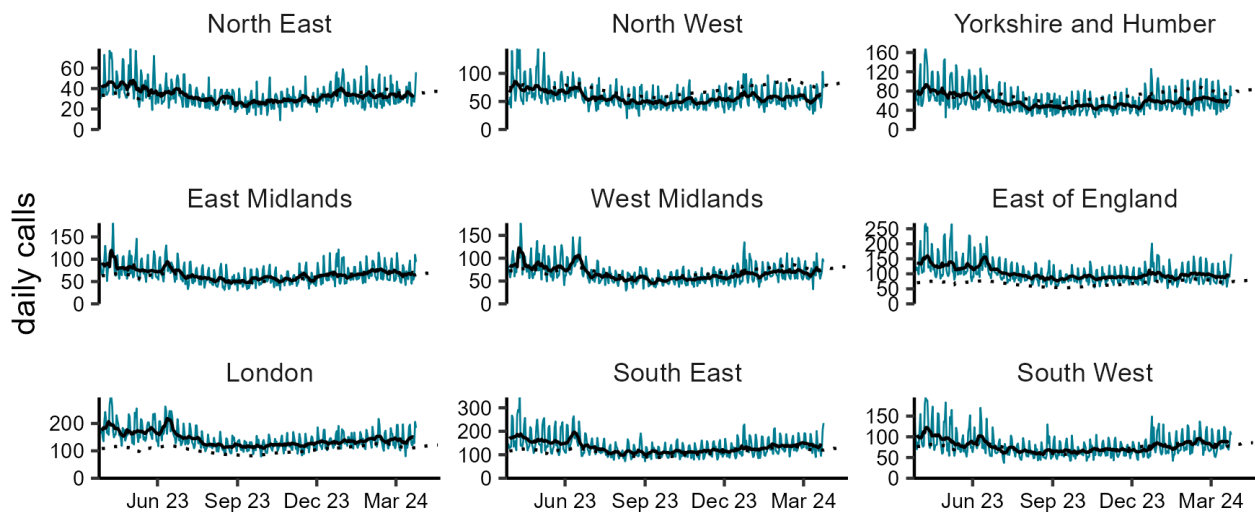 North East
North West
Yorkshire and Humber
60
40
20
0
100
50
0
160
120
80
40
0
daily calls
East Midlands
West Midlands
East of England
150
100
50
0
150
100
50
0
250
200
150
100
50
0
London
South East
South West
200
100
0
300
200
100
0
150
100
50
0
Jun 23 Sep 23 Dec 23 Mar 24
Jun 23 Sep 23 Dec 23 Mar 24
Jun 23 Sep 23 Dec 23 Mar 24